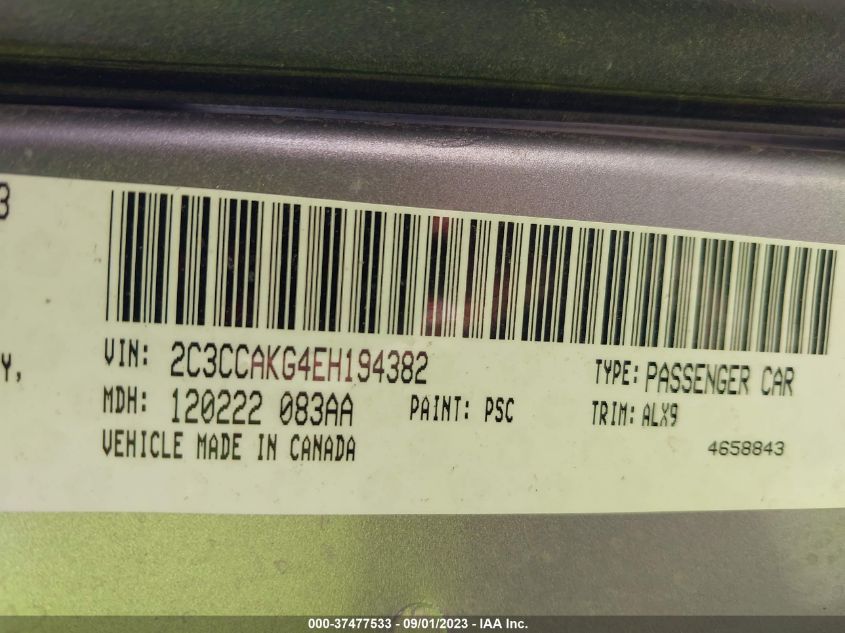 3
VIN: 2C3CCAKG4EH194382
TYPE: PASSENGER CAR
Y,
MDH: 120222 083AA
PAINT: PSC
TRIM: ALX9
VEHICLE MADE IN CANADA
4658843
000-37477533 - 09/01/2023 - IAA Inc.